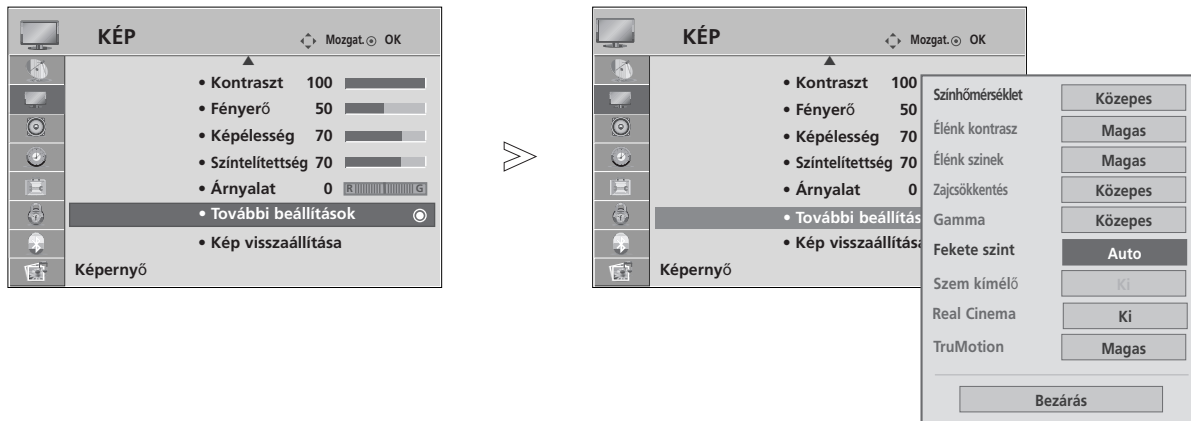 KÉP
Mozgat. OK
• Kontraszt 100
• Fényerő 50
• Képélesség 70
• Színtelítettség 70
• Árnyalat 0 R G
• További beállítások
• Kép visszaállítása
Képernyő
KÉP
Mozgat. OK
• Kontraszt 100
• Fényerő 50
• Képélesség 70
• Színtelítettség 70
• Árnyalat 0
• További beállítás
• Kép visszaállítása
Képernyő
Színhőmérséklet Közepes
Élénk kontrasz Magas
Élénk szinek Magas
Zajcsökkentés Közepes
Gamma Közepes
Fekete szint Auto
Szem kímélő Ki
Real Cinema Ki
TruMotion Magas
Bezárás